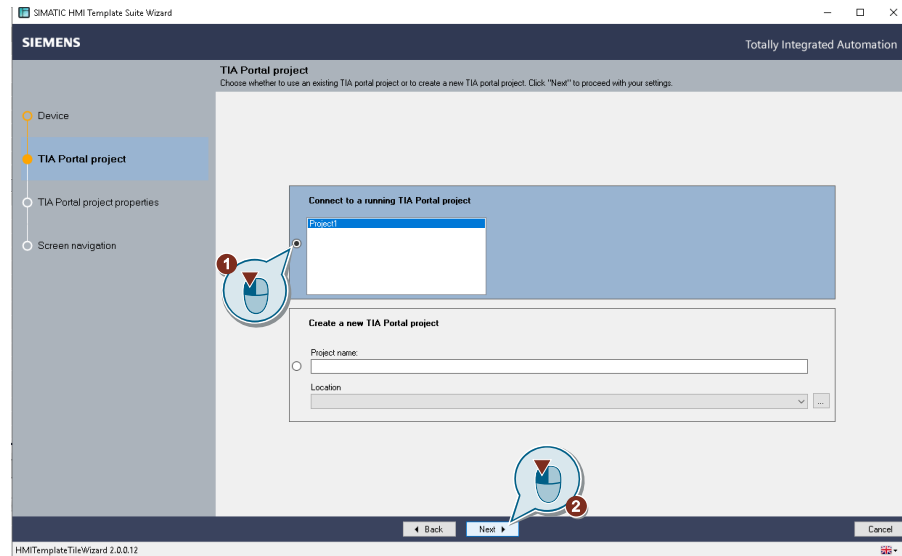 SIMATIC HMI Template Suite Wizard
SIEMENS
Totally Integrated Automation
TIA Portal project
Choose whether to use an existing TIA portal project or to create a new TIA portal project. Click "Next" to proceed with your settings.
Device
TIA Portal project
TIA Portal project properties
Screen navigation
Connect to a running TIA Portal project
Project1
1
Create a new TIA Portal project
Project name:
Location
...
2
Back
Next
Cancel
HMITemplateTileWizard 2.0.0.12